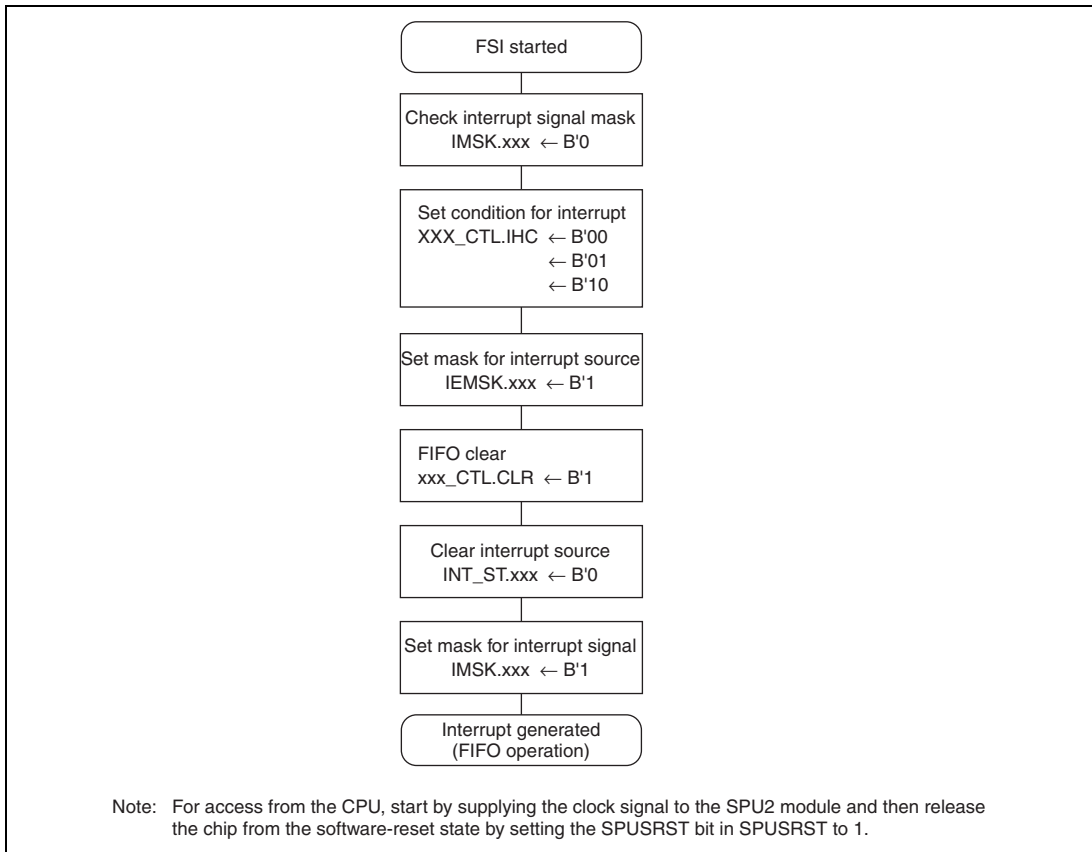 FSI started
Check interrupt signal mask
IMSK.xxx ← B'0
Set condition for interrupt
XXX_CTL.IHC ← B'00
← B'01
← B'10
Set mask for interrupt source
IEMSK.xxx ← B'1
FIFO clear
xxx_CTL.CLR ← B'1
Clear interrupt source
INT_ST.xxx ← B'0
Set mask for interrupt signal
IMSK.xxx ← B'1
Interrupt generated
(FIFO operation)
Note: For access from the CPU, start by supplying the clock signal to the SPU2 module and then release
the chip from the software-reset state by setting the SPUSRST bit in SPUSRST to 1.